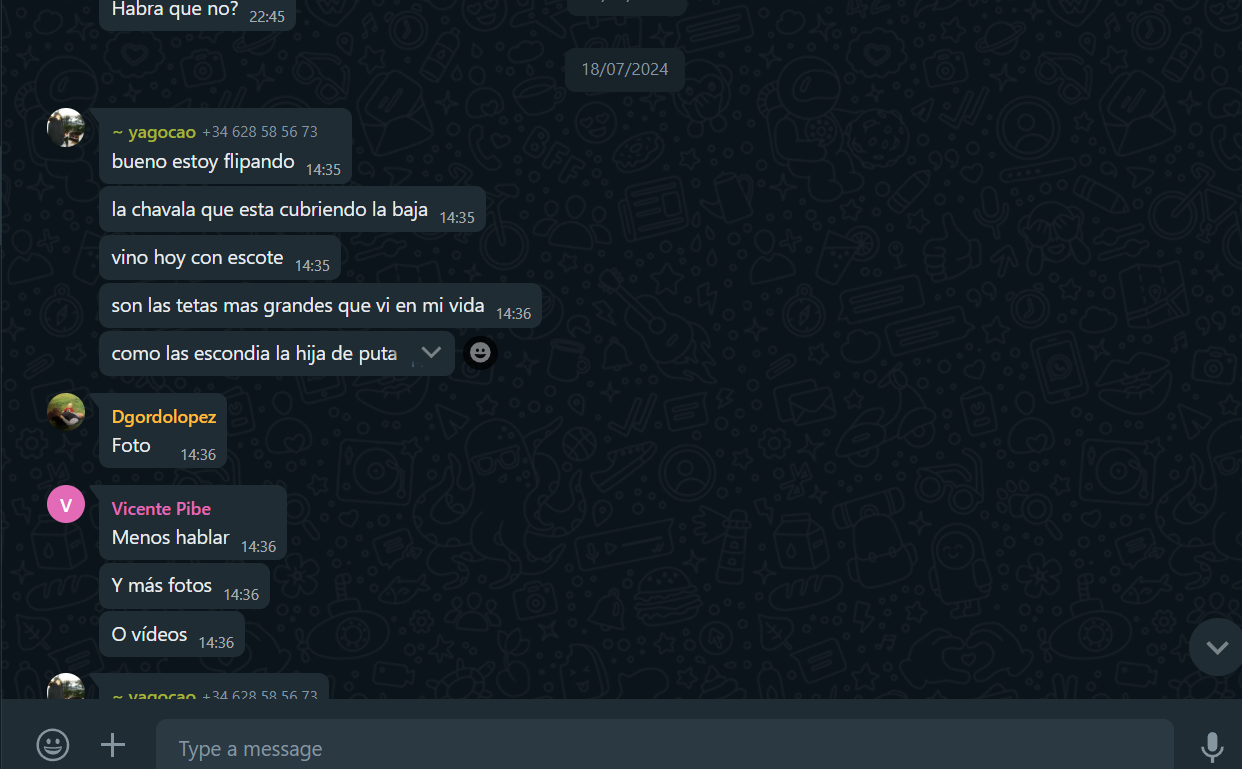 Habra que no? 22:45
18/07/2024
~ yagocao +34 628 58 56 73
bueno estoy flipando 14:35
la chavala que esta cubriendo la baja 14:35
vino hoy con escote 14:35
son las tetas mas grandes que vi en mi vida 14:36
como las escondia la hija de puta
Dgordolopez
Foto 14:36
V
Vicente Pibe
Menos hablar 14:36
Y más fotos 14:36
O vídeos 14:36
~ yagocao +34 628 58 56 73
Type a message